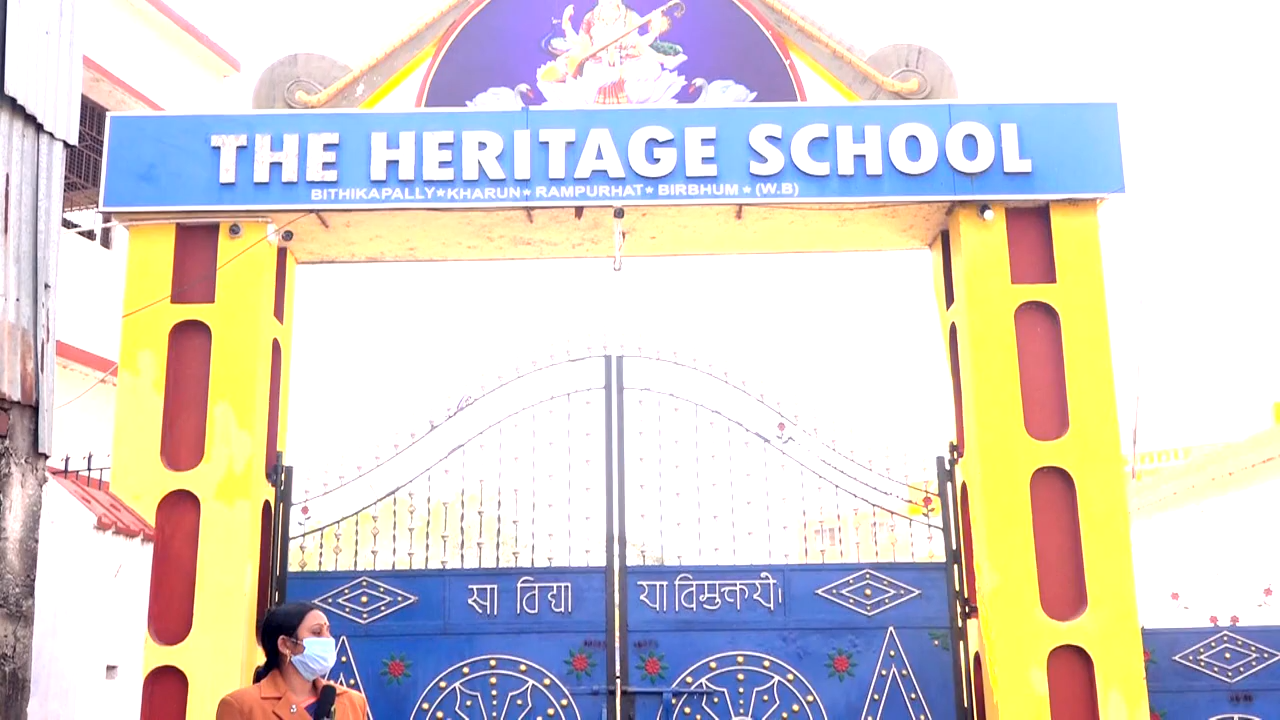 THE HERITAGE SCHOOL
BITHIKAPALLY★KHARUN★ RAMPURHAT★ BIRBHUM ★ (W.B)
सा विद्या या विमुक्तये।